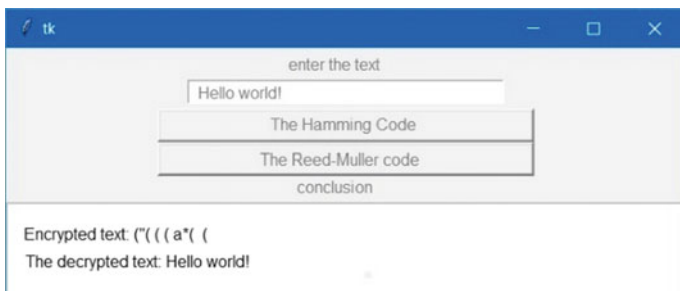 tk
enter the text
Hello world!
The Hamming Code
The Reed-Muller code
conclusion
Encrypted text: ("( ( ( a*( (
The decrypted text: Hello world!